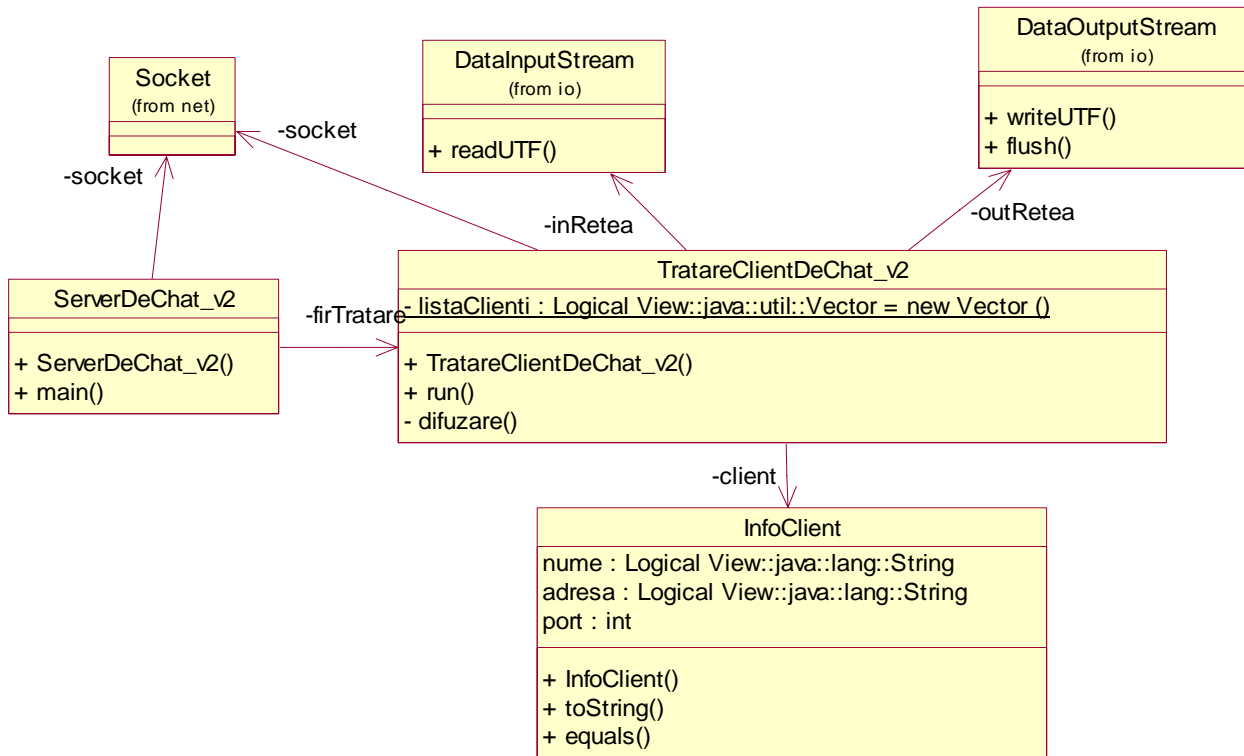 DataOutputStream
(from io)
+ writeUTF()
+ flush()
DataInputStream
(from io)
+ readUTF()
Socket
(from net)
-socket
-socket
-inRetea
-outRetea
ServerDeChat_v2
+ ServerDeChat_v2()
+ main()
-firTratare
TratareClientDeChat_v2
- listaClienti : Logical View::java::util::Vector = new Vector ()
+ TratareClientDeChat_v2()
+ run()
- difuzare()
-client
InfoClient
nume : Logical View::java::lang::String
adresa : Logical View::java::lang::String
port : int
+ InfoClient()
+ toString()
+ equals()